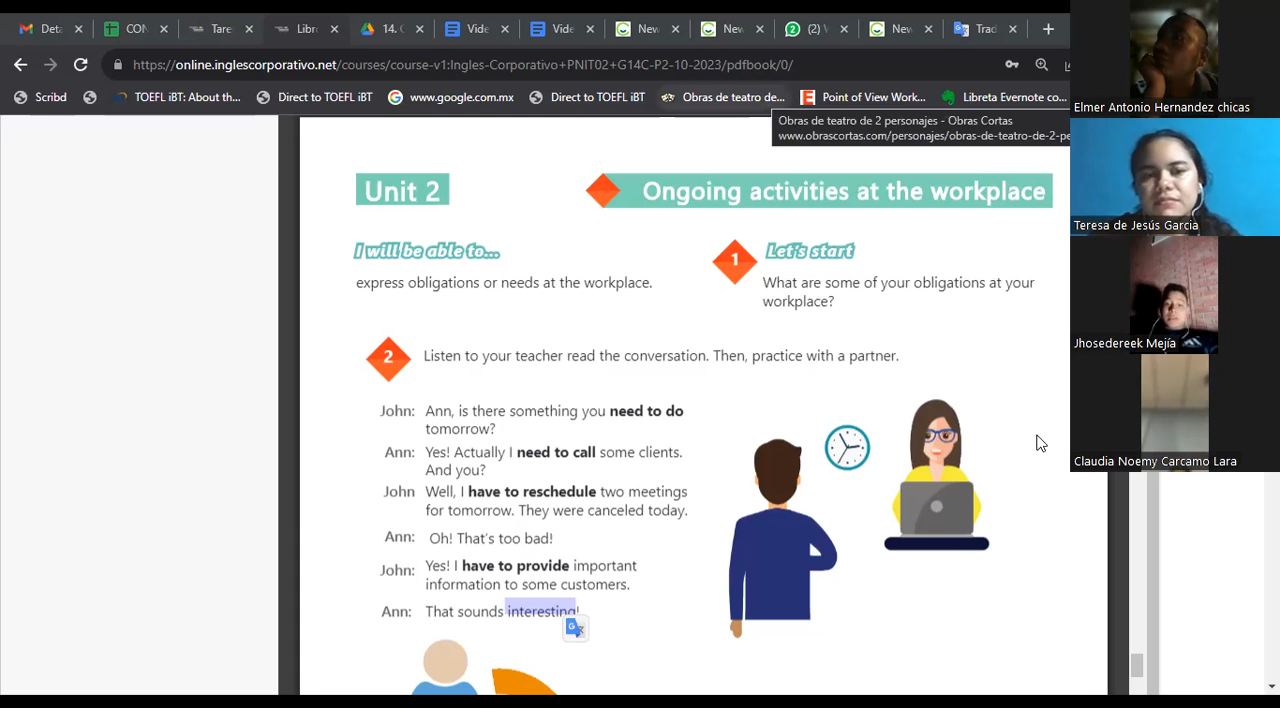 Deta
CON
Tare
Libro
14. C
Vide
Vide
New
New
(2) W
New
Trad
https://online.inglescorporativo.net/courses/course-v1:Ingles-Corporativo+PNIT02+G14C-P2-10-2023/pdfbook/0/
Scribd
TOEFL iBT: About th...
Direct to TOEFL iBT
www.google.com.mx
Direct to TOEFL iBT
Obras de teatro de...
Point of View Work...
Libreta Evernote co...
Obras de teatro de 2 personajes - Obras Cortas
www.obrascortas.com/personajes/obras-de-teatro-de-2-pe
Elmer Antonio Hernandez chicas
Teresa de Jesús Garcia
Jhosedereek Mejía
Claudia Noemy Carcamo Lara
Unit 2
Ongoing activities at the workplace
I will be able to...
express obligations or needs at the workplace.
1
Let's start
What are some of your obligations at your
workplace?
2
Listen to your teacher read the conversation. Then, practice with a partner.
John: Ann, is there something you need to do
tomorrow?
Ann: Yes! Actually I need to call some clients.
And you?
John Well, I have to reschedule two meetings
for tomorrow. They were canceled today.
Ann: Oh! That's too bad!
John: Yes! I have to provide important
information to some customers.
Ann: That sounds interesting!